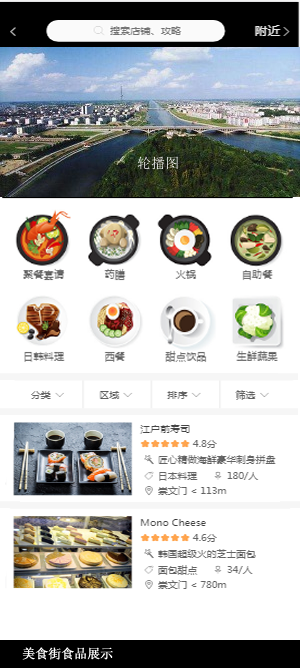 搜索店铺、攻略 附近
轮播图
聚餐宴请 药膳 火锅 自助餐
日韩料理 西餐 甜点饮品 生鲜蔬果
分类 区域 排序 筛选
江户前寿司
4.8分
匠心精做海鲜豪华刺身拼盘
日本料理 180/人
崇文门 < 113m
Mono Cheese
4.6分
韩国超级火的芝士面包
面包甜点 34/人
崇文门 < 780m
美食街食品展示